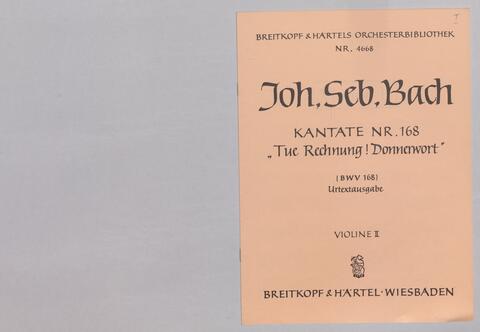 I
BREITKOPF & HÄRTELS ORCHESTERBIBLIOTHEK
NR. 4668
Joh. Seb. Bach
KANTATE NR. 168
„Tue Rechnung! Donnerwort"
(BWV 168)
Urtextausgabe
VIOLINE II
BREITKOPF & HÄRTEL · WIESBADEN